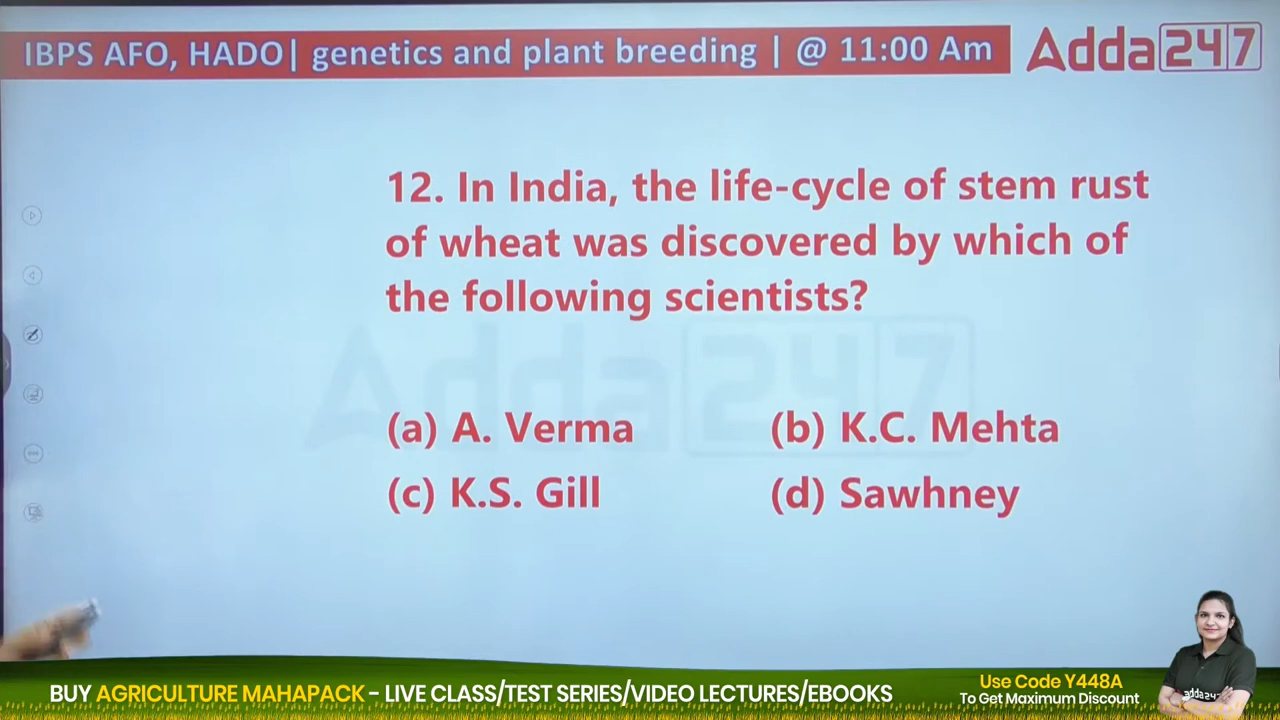 IBPS AFO, HADO| genetics and plant breeding | @ 11:00 Am
Adda247
12. In India, the life-cycle of stem rust
of wheat was discovered by which of
the following scientists?
Adda247
(a) A. Verma
(b) K.C. Mehta
(c) K.S. Gill
(d) Sawhney
BUY AGRICULTURE MAHAPACK - LIVE CLASS/TEST SERIES/VIDEO LECTURES/EBOOKS
Use Code Y448A
To Get Maximum Discount
adda247